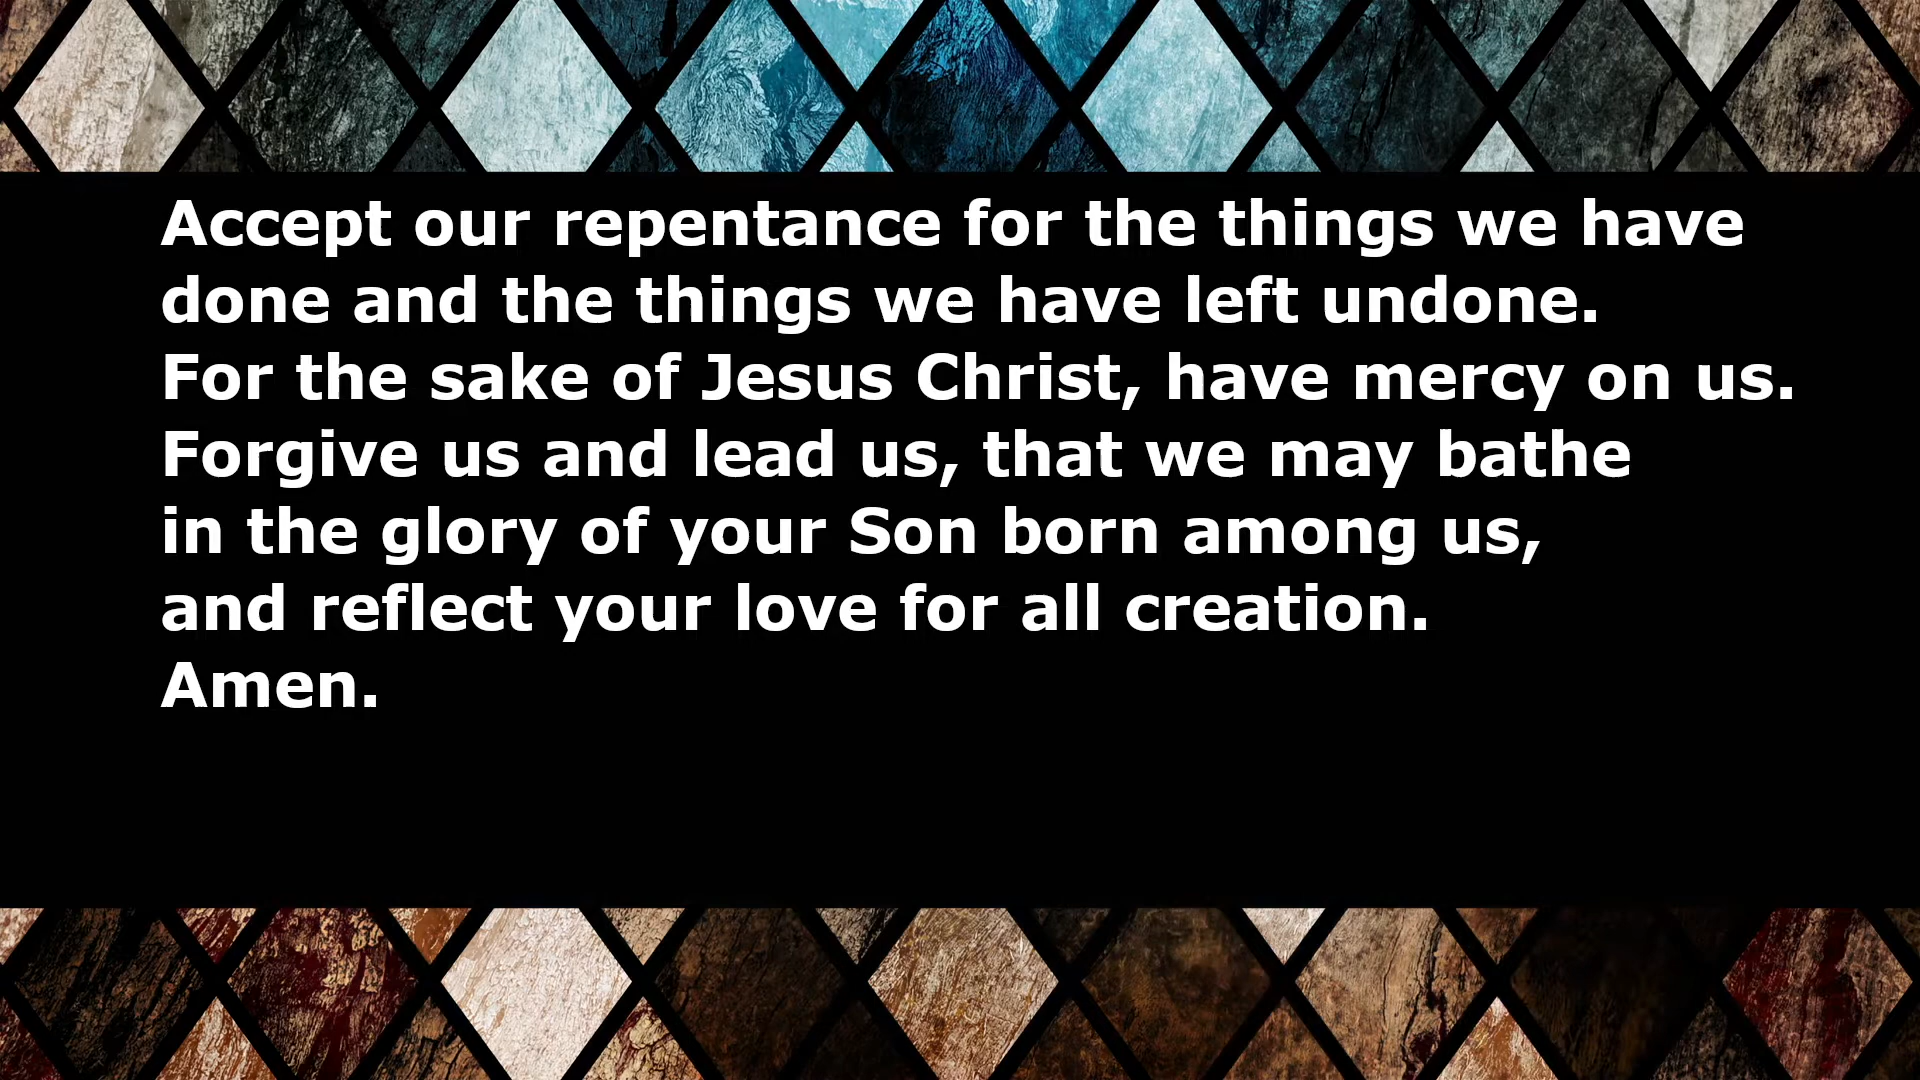 Accept our repentance for the things we have
done and the things we have left undone.
For the sake of Jesus Christ, have mercy on us.
Forgive us and lead us, that we may bathe
in the glory of your Son born among us,
and reflect your love for all creation.
Amen.